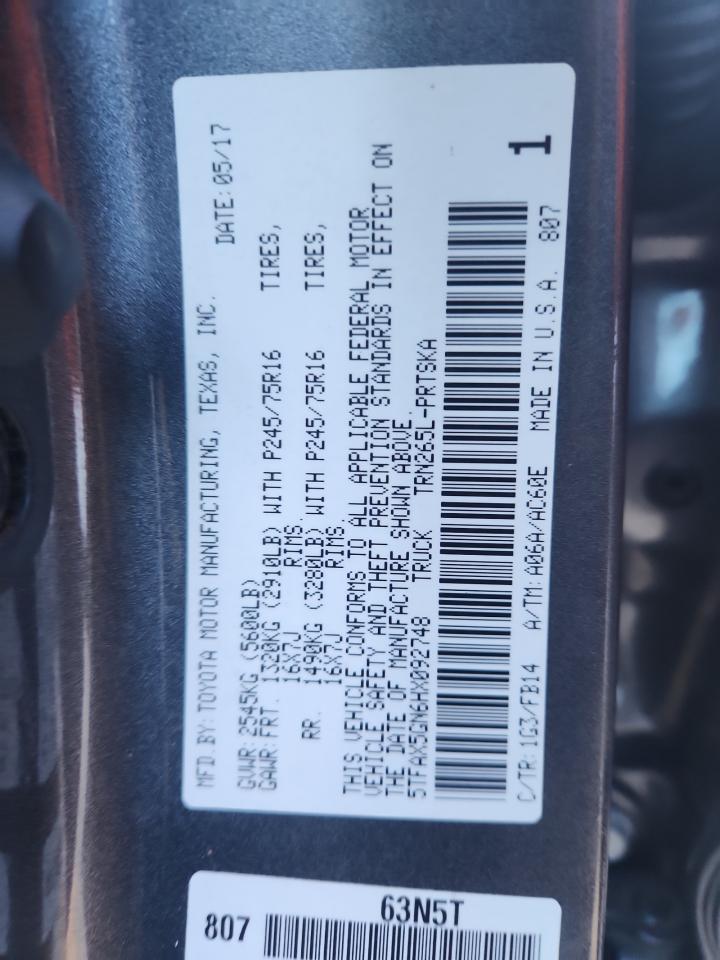 MFD.BY:TOYOTA MOTOR MANUFACTURING, TEXAS, INC. DATE:05/17
GVWR:2545KG (5600LB)
GAWR:FRT. 1320KG (2910LB) WITH P245/75R16 TIRES,
16X7J RIMS.
RR. 1490KG (3280LB) WITH P245/75R16 TIRES,
16X7J RIMS
THIS VEHICLE CONFORMS TO ALL APPLICABLE FEDERAL MOTOR
VEHICLE SAFETY AND THEFT PREVENTION STANDARDS IN EFFECT ON
THE DATE OF MANUFACTURE SHOWN ABOVE.
5TFAX5GN6HX092748 TRUCK TRN265L-PRTSKA
1
C/TR:1G3/FB14 A/TM:A06A/AC60E MADE IN U.S.A. 807
63N5T
807